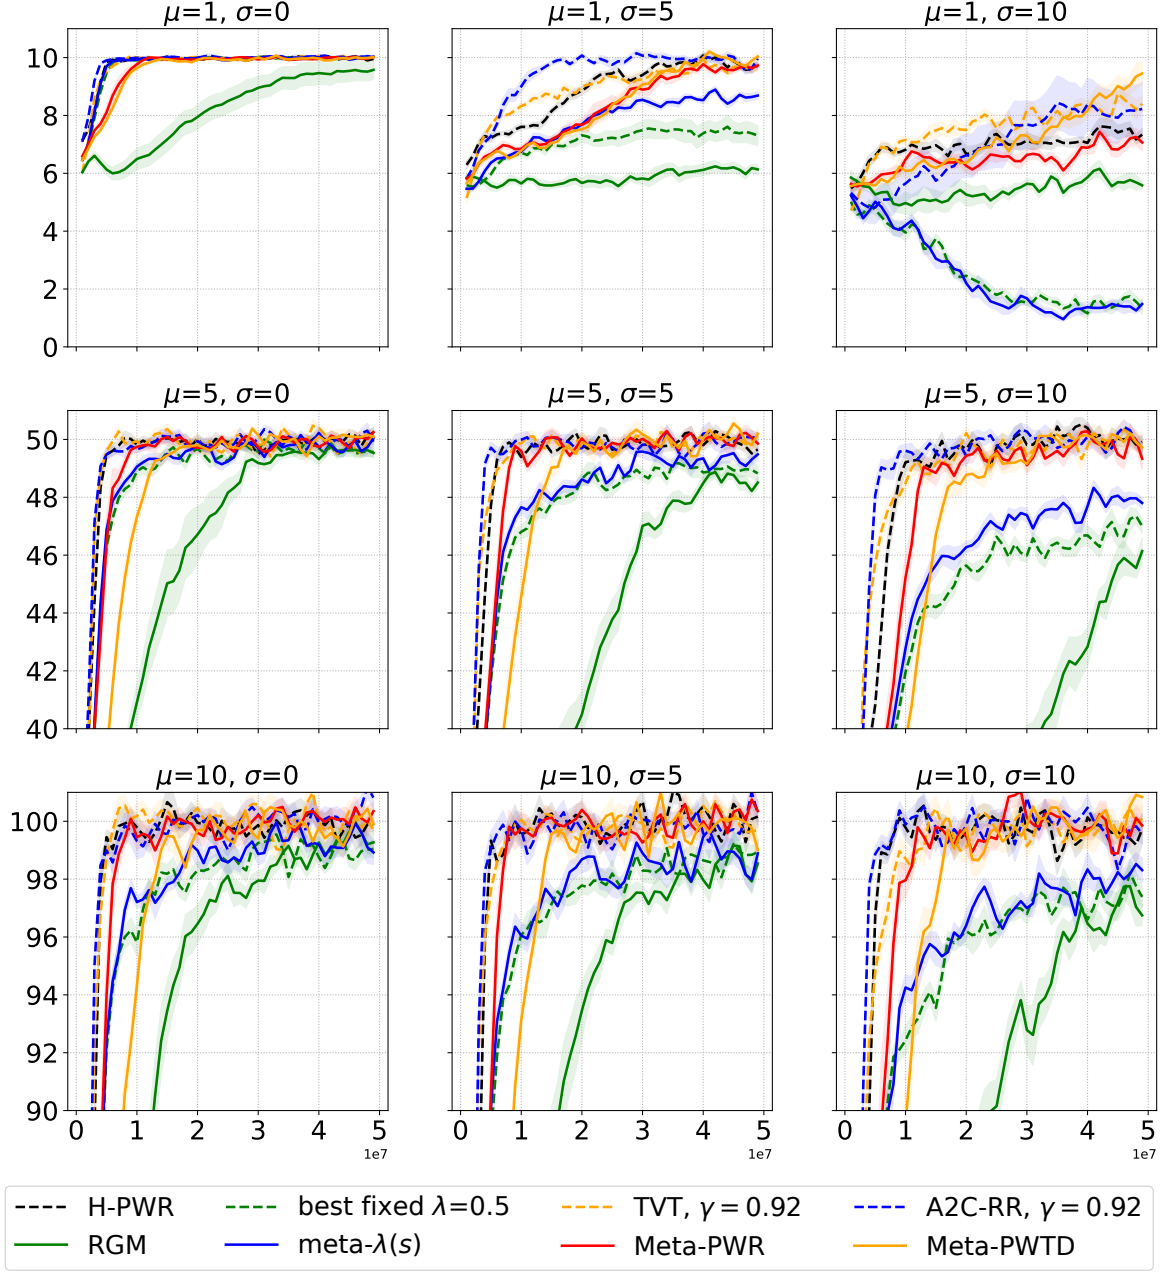 μ=1, σ=0
μ=1, σ=5
μ=1, σ=10
10
8
6
4
2
0
μ=5, σ=0
μ=5, σ=5
μ=5, σ=10
50
48
46
44
42
40
μ=10, σ=0
μ=10, σ=5
μ=10, σ=10
100
98
96
94
92
90
0 1 2 3 4 5
1e7
0 1 2 3 4 5
1e7
0 1 2 3 4 5
1e7
H-PWR
best fixed λ=0.5
TVT, γ = 0.92
A2C-RR, γ = 0.92
RGM
meta-λ(s)
Meta-PWR
Meta-PWTD